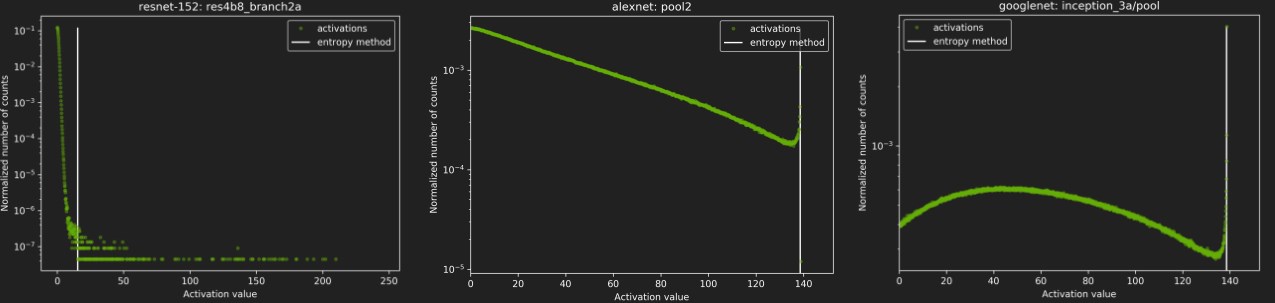 resnet-152: res4b8_branch2a
activations
entropy method
Normalized number of counts
10⁻¹
10⁻²
10⁻³
10⁻⁴
10⁻⁵
10⁻⁶
10⁻⁷
0 50 100 150 200 250
Activation value
alexnet: pool2
activations
entropy method
Normalized number of counts
10⁻³
10⁻⁴
10⁻⁵
0 20 40 60 80 100 120 140
Activation value
googlenet: inception_3a/pool
activations
entropy method
Normalized number of counts
10⁻³
0 20 40 60 80 100 120 140
Activation value